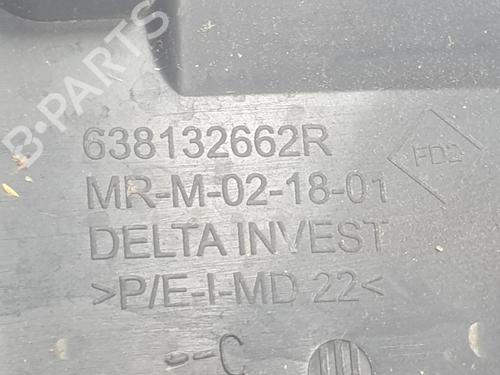 B-PARTS
638132662R
FD2
MR-M-02-18-01
DELTA INVEST
>P/E-I-MD 22<
--C